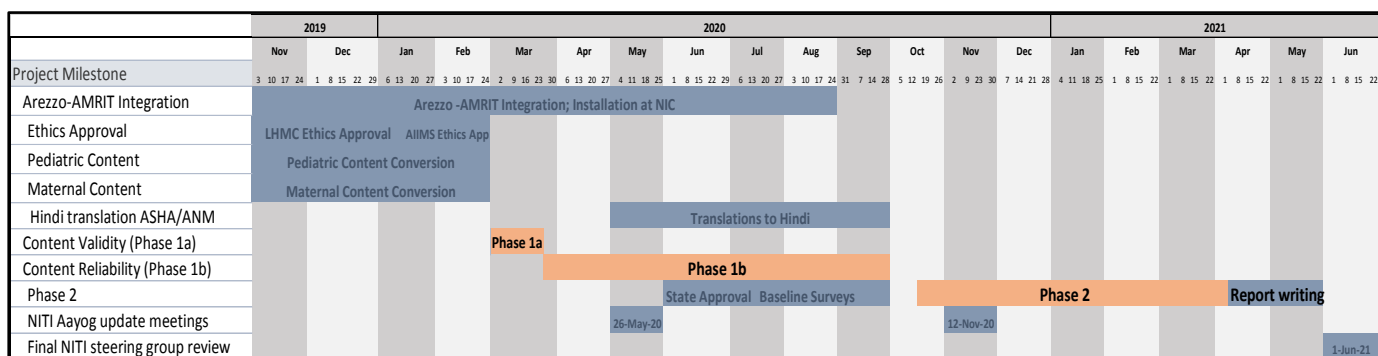 2019 2020 2021
Nov Dec Jan Feb Mar Apr May Jun Jul Aug Sep Oct Nov Dec Jan Feb Mar Apr May Jun
Project Milestone 3 10 17 24 1 8 15 22 29 6 13 20 27 3 10 17 24 2 9 16 23 30 6 13 20 27 4 11 18 25 1 8 15 22 29 6 13 20 27 3 10 17 24 31 7 14 28 5 12 19 26 2 9 23 30 7 14 21 28 4 11 18 25 1 8 15 22 1 8 15 22 1 8 15 22 1 8 15 22 1 8 15 22
Arezzo-AMRIT Integration Arezzo -AMRIT Integration; Installation at NIC
Ethics Approval LHMC Ethics Approval AIIMS Ethics App
Pediatric Content Pediatric Content Conversion
Maternal Content Maternal Content Conversion
Hindi translation ASHA/ANM Translations to Hindi
Content Validity (Phase 1a) Phase 1a
Content Reliability (Phase 1b) Phase 1b
Phase 2 State Approval Baseline Surveys Phase 2 Report writing
NITI Aayog update meetings 26-May-20 12-Nov-20
Final NITI steering group review 1-Jun-21